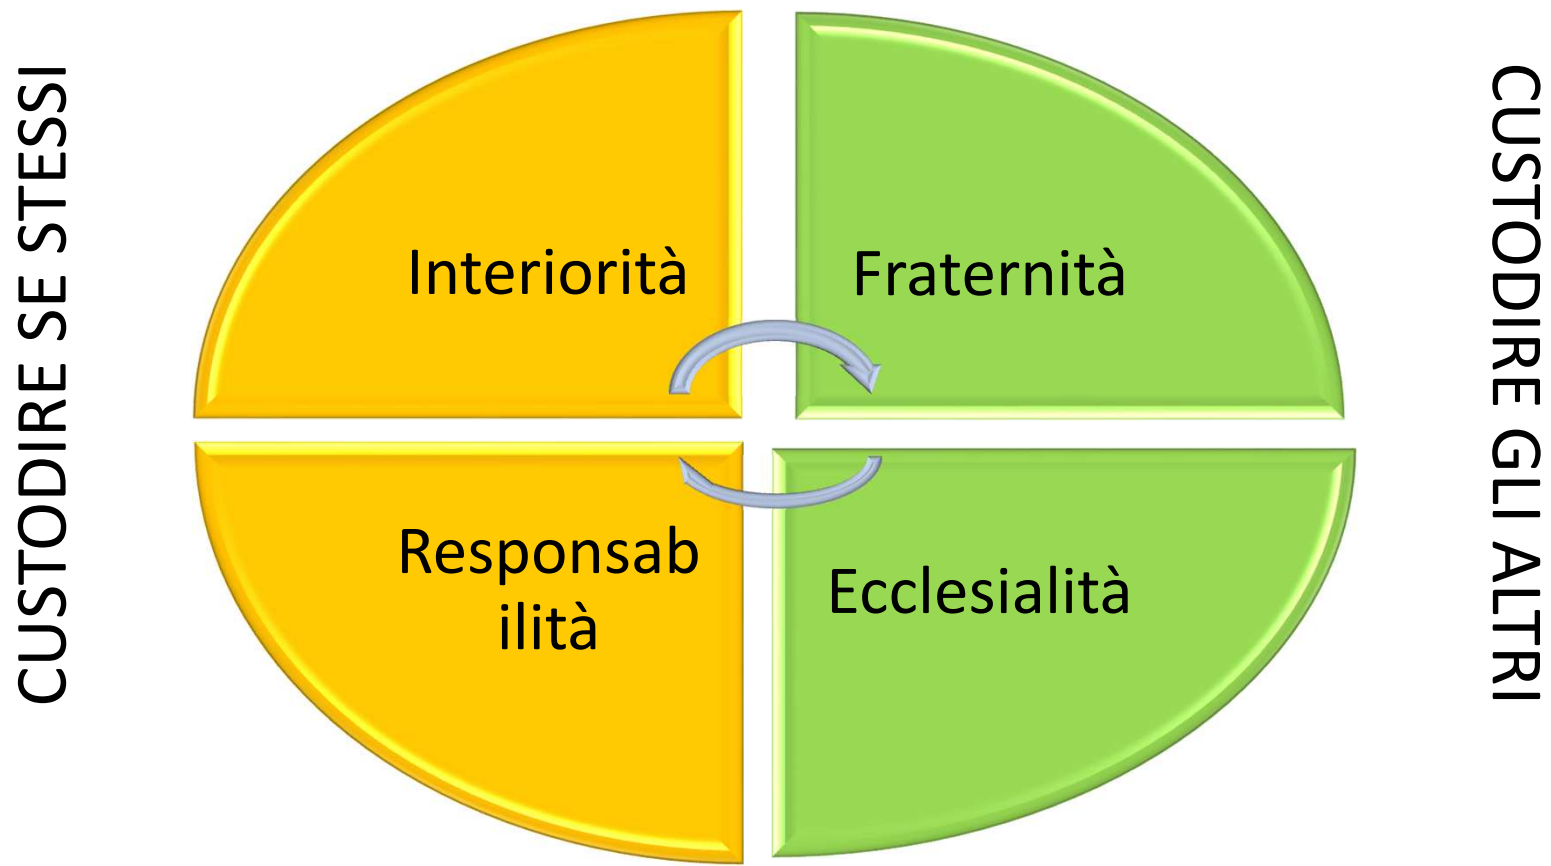 CUSTODIRE SE STESSI
Interiorità
Fraternità
Responsab
ilità
Ecclesialità
CUSTODIRE GLI ALTRI